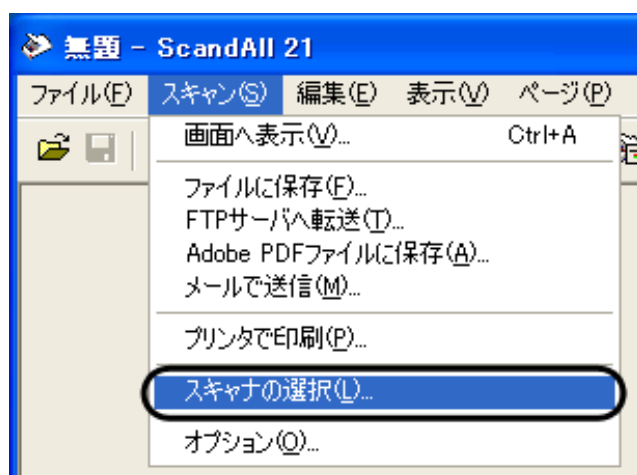 無題 - ScandAll 21
ファイル(F) スキャン(S) 編集(E) 表示(V) ページ(P)
画面へ表示(V)... Ctrl+A
ファイルに保存(F)...
FTPサーバへ転送(T)...
Adobe PDFファイルに保存(A)...
メールで送信(M)...
プリンタで印刷(P)...
スキャナの選択(L)...
オプション(O)...